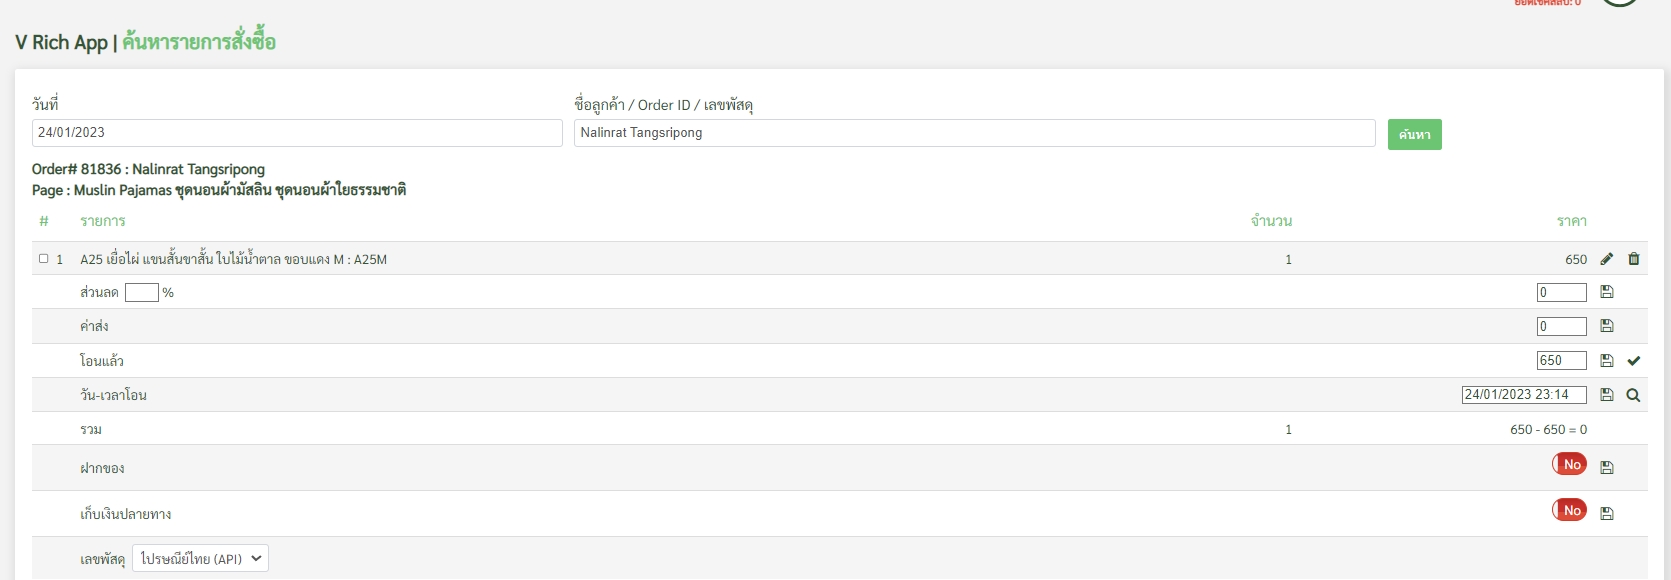 ยอดเช็คสลิป: 0
V Rich App | ค้นหารายการสั่งซื้อ
วันที่
ชื่อลูกค้า / Order ID / เลขพัสดุ
24/01/2023
Nalinrat Tangsripong
ค้นหา
Order# 81836 : Nalinrat Tangsripong
Page : Muslin Pajamas ชุดนอนผ้ามัสลิน ชุดนอนผ้าใยธรรมชาติ
# รายการ จำนวน ราคา
1 A25 เยื่อไผ่ แขนสั้นขาสั้น ใบไม้น้ำตาล ขอบแดง M : A25M 1 650
ส่วนลด % 0
ค่าส่ง 0
โอนแล้ว 650
วัน-เวลาโอน 24/01/2023 23:14
รวม 1 650 - 650 = 0
ฝากของ No
เก็บเงินปลายทาง No
เลขพัสดุ ไปรษณีย์ไทย (API)